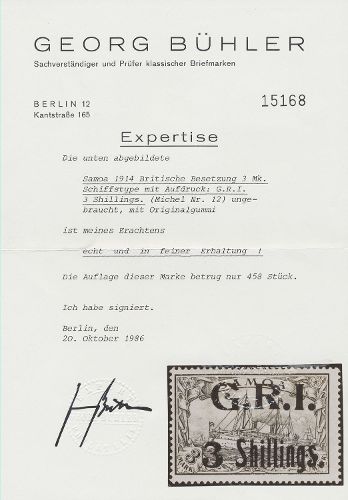 GEORG BÜHLER
Sachverständiger und Prüfer klassischer Briefmarken
BERLIN 12
Kantstraße 165
15168
Expertise
Die unten abgebildete
Samoa 1914 Britische Besetzung 3 Mk.
Schiffstype mit Aufdruck: G.R.I.
3 Shillings. (Michel Nr. 12) unge-
braucht, mit Originalgummi
ist meines Erachtens
echt und in feiner Erhaltung !
Die Auflage dieser Marke betrug nur 458 Stück.
Ich habe signiert.
Berlin, den
20. Oktober 1986
SAMOA
G.R.I.
3 Shillings.